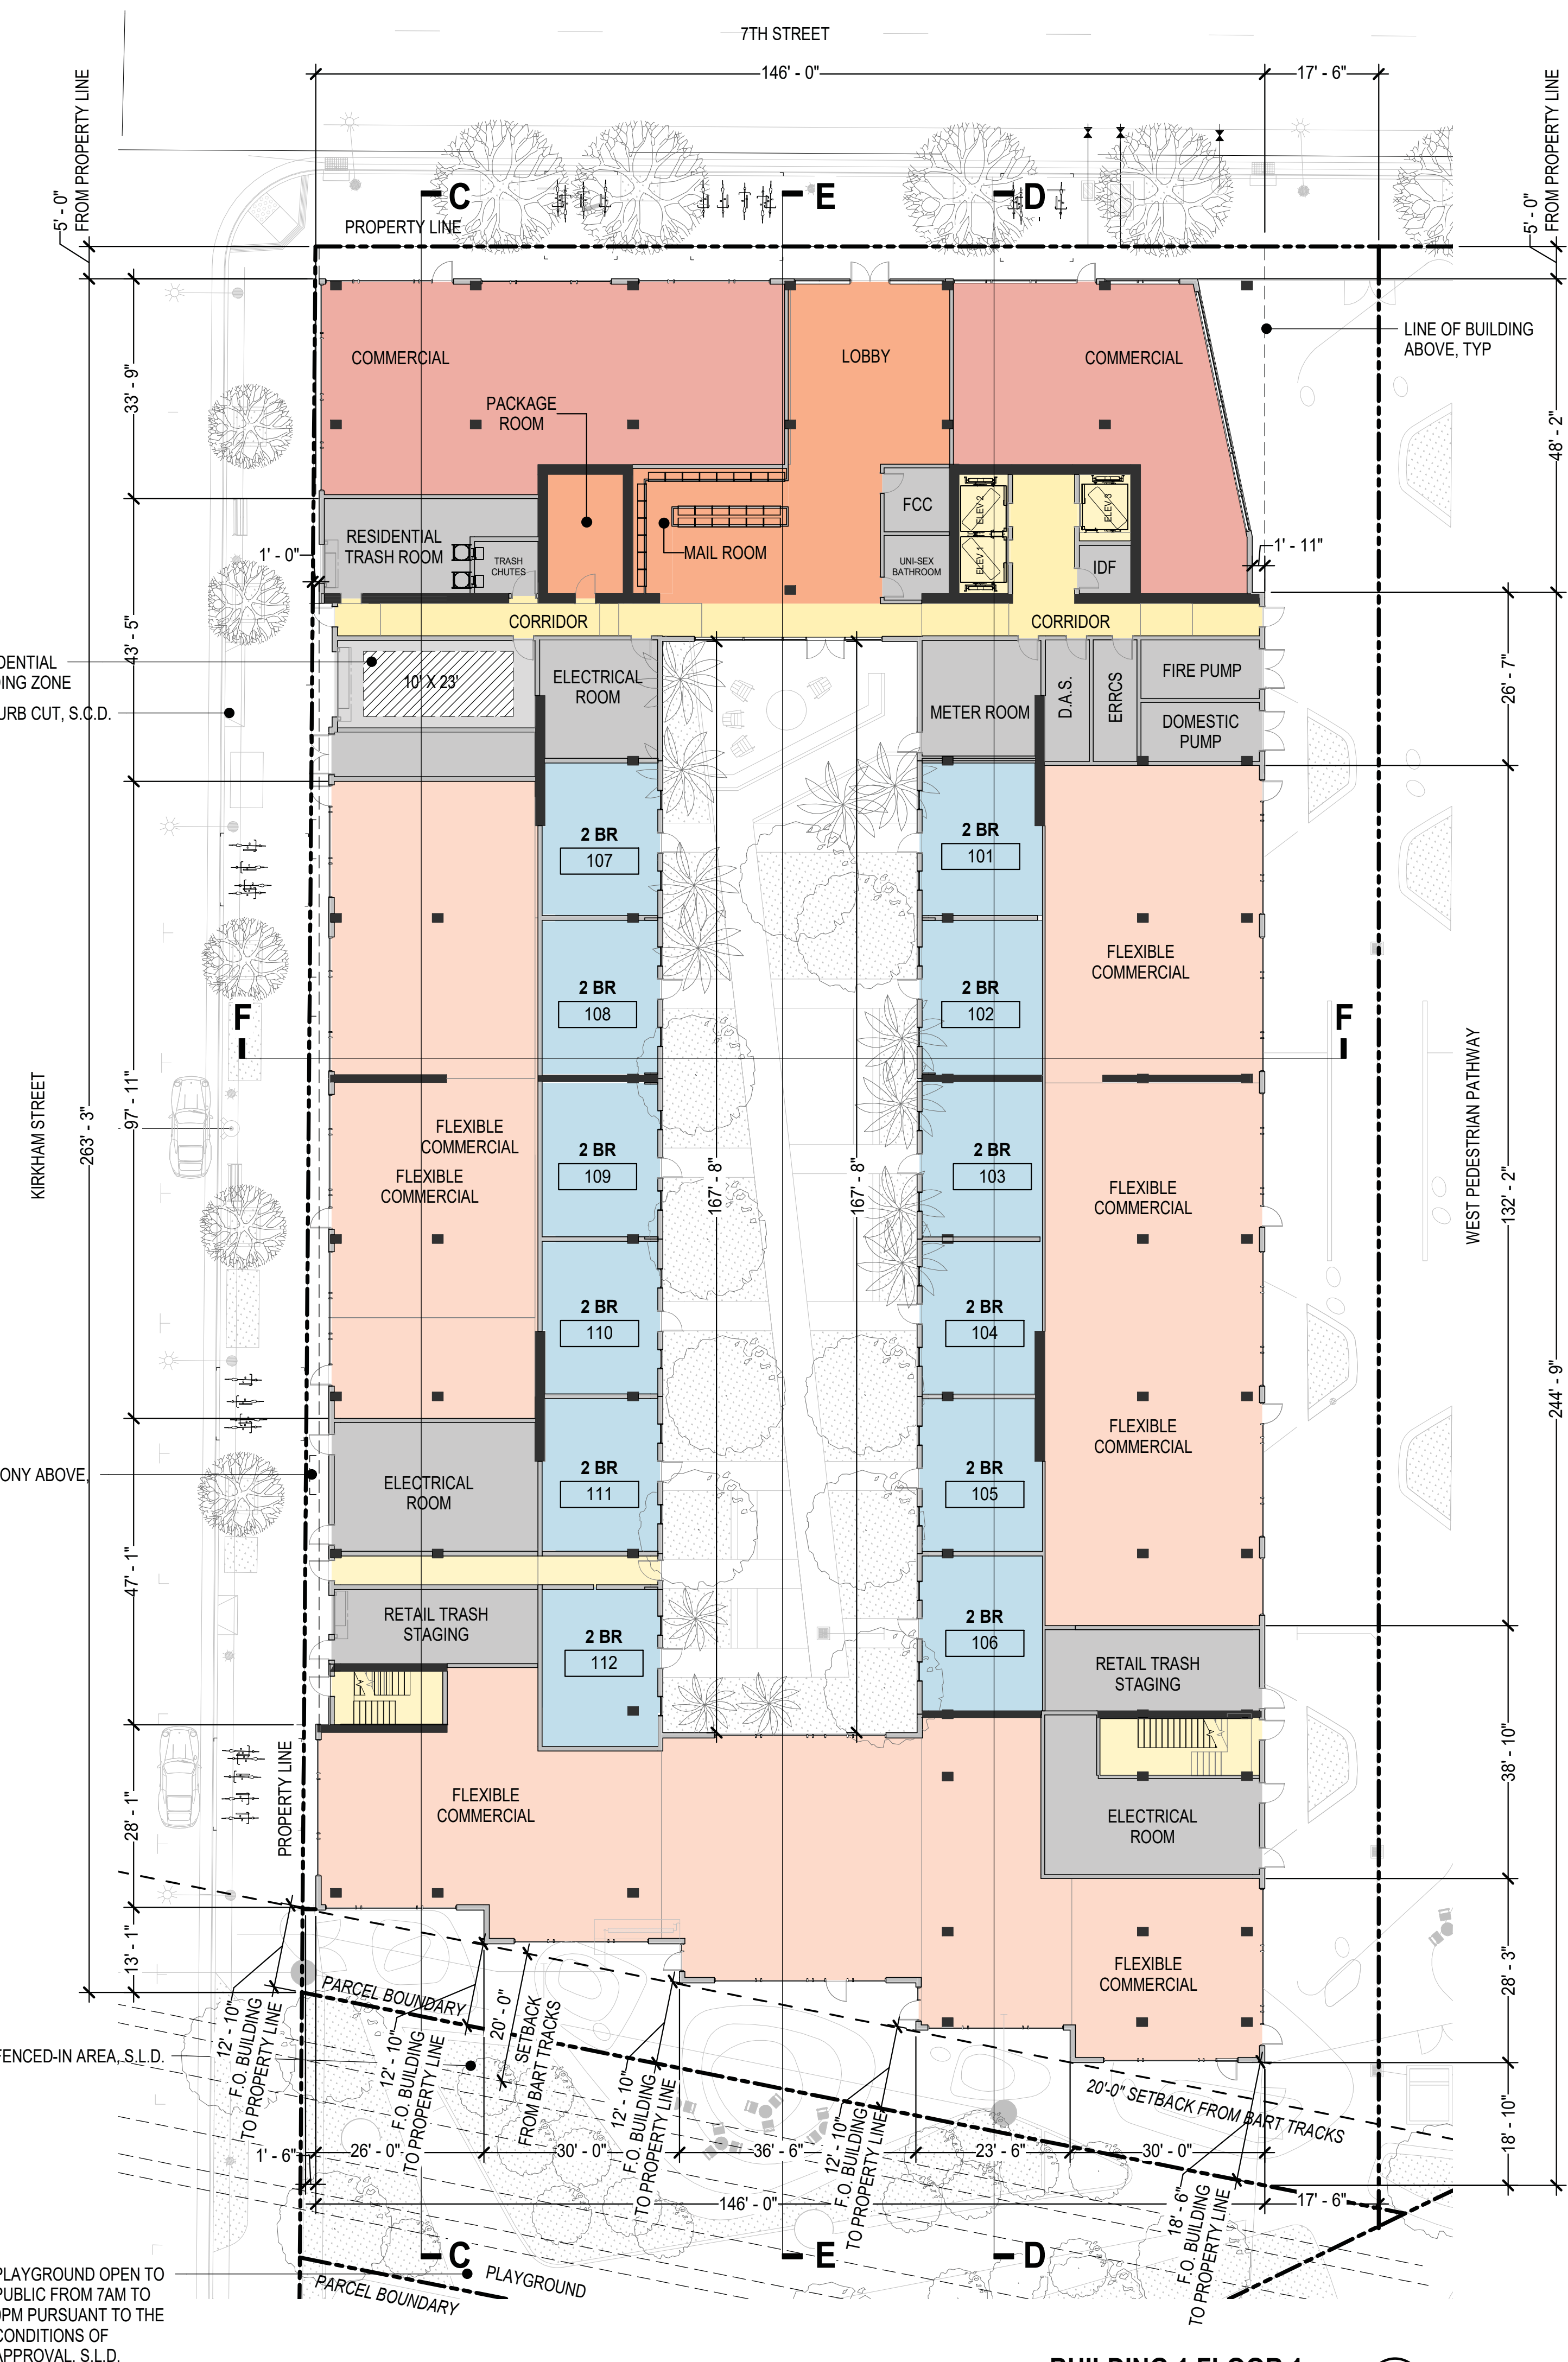 7TH STREET
146' - 0"
17' - 6"
5' - 0"
FROM PROPERTY LINE
5' - 0"
FROM PROPERTY LINE
C
E
D
PROPERTY LINE
COMMERCIAL
LOBBY
COMMERCIAL
LINE OF BUILDING
ABOVE, TYP
PACKAGE
ROOM
33' - 9"
48' - 2"
FCC
ELEV 2
ELEV 3
RESIDENTIAL
TRASH ROOM
TRASH
CHUTES
MAIL ROOM
UNI-SEX
BATHROOM
ELEV 1
IDF
1' - 0"
1' - 11"
CORRIDOR
CORRIDOR
43' - 5"
DENTIAL
DING ZONE
10' X 23'
ELECTRICAL
ROOM
METER ROOM
D.A.S.
ERRCS
FIRE PUMP
DOMESTIC
PUMP
26' - 7"
URB CUT, S.C.D.
2 BR
107
2 BR
101
2 BR
108
2 BR
102
FLEXIBLE
COMMERCIAL
F
F
KIRKHAM STREET
263' - 3"
97' - 11"
FLEXIBLE
COMMERCIAL
FLEXIBLE
COMMERCIAL
2 BR
109
167' - 8"
167' - 8"
2 BR
103
FLEXIBLE
COMMERCIAL
132' - 2"
WEST PEDESTRIAN PATHWAY
2 BR
110
2 BR
104
244' - 9"
FLEXIBLE
COMMERCIAL
ONY ABOVE,
ELECTRICAL
ROOM
2 BR
111
2 BR
105
47' - 1"
RETAIL TRASH
STAGING
2 BR
112
2 BR
106
RETAIL TRASH
STAGING
38' - 10"
PROPERTY LINE
28' - 1"
FLEXIBLE
COMMERCIAL
ELECTRICAL
ROOM
13' - 1"
FLEXIBLE
COMMERCIAL
28' - 3"
PARCEL BOUNDARY
12' - 10"
F.O. BUILDING
TO PROPERTY LINE
12' - 10"
F.O. BUILDING
TO PROPERTY LINE
20' - 0"
SETBACK
FROM BART TRACKS
12' - 10"
F.O. BUILDING
TO PROPERTY LINE
12' - 10"
F.O. BUILDING
TO PROPERTY LINE
18' - 6"
F.O. BUILDING
TO PROPERTY LINE
FENCED-IN AREA, S.L.D.
20'-0" SETBACK FROM BART TRACKS
18' - 10"
1' - 6"
26' - 0"
30' - 0"
36' - 6"
23' - 6"
30' - 0"
146' - 0"
17' - 6"
C
E
D
PLAYGROUND
PARCEL BOUNDARY
PLAYGROUND OPEN TO
PUBLIC FROM 7AM TO
0PM PURSUANT TO THE
CONDITIONS OF
APPROVAL, S.L.D.
BUILDING 1 FLOOR 1